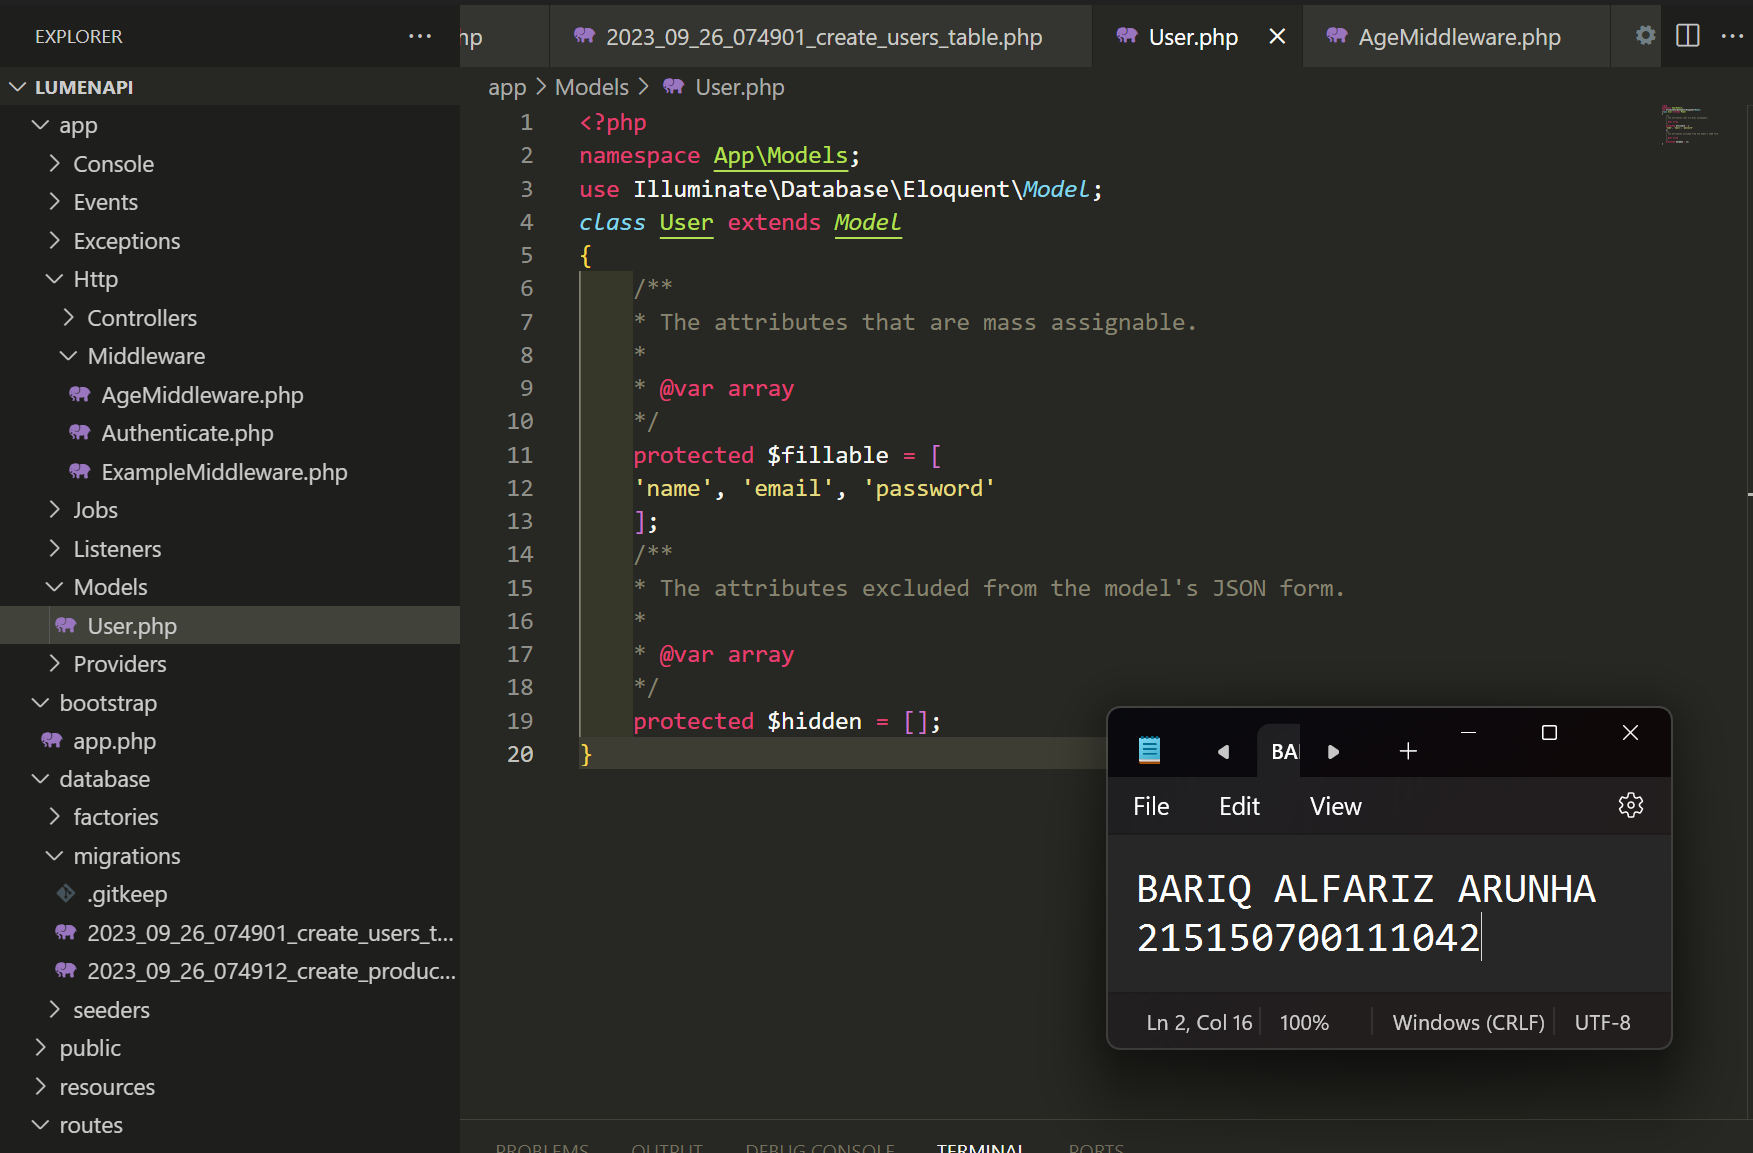 EXPLORER
LUMENAPI
app
Console
Events
Exceptions
Http
Controllers
Middleware
AgeMiddleware.php
Authenticate.php
ExampleMiddleware.php
Jobs
Listeners
Models
User.php
Providers
bootstrap
app.php
database
factories
migrations
.gitkeep
2023_09_26_074901_create_users_t...
2023_09_26_074912_create_produc...
seeders
public
resources
routes
hp 2023_09_26_074901_create_users_table.php User.php AgeMiddleware.php
app > Models > User.php
1 <?php
2 namespace App\Models;
3 use Illuminate\Database\Eloquent\Model;
4 class User extends Model
5 {
6 /**
7 * The attributes that are mass assignable.
8 *
9 * @var array
10 */
11 protected $fillable = [
12 'name', 'email', 'password'
13 ];
14 /**
15 * The attributes excluded from the model's JSON form.
16 *
17 * @var array
18 */
19 protected $hidden = [];
20 }
BA
File Edit View
BARIQ ALFARIZ ARUNHA
215150700111042
Ln 2, Col 16 100% Windows (CRLF) UTF-8
PROBLEMS OUTPUT DEBUG CONSOLE TERMINAL PORTS